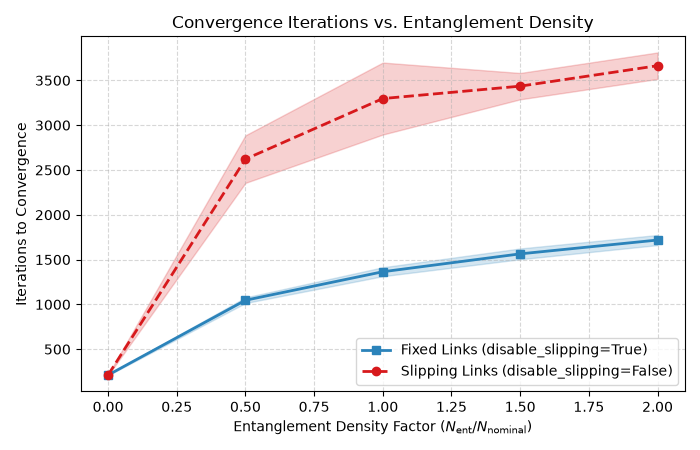 Convergence Iterations vs. Entanglement Density
Iterations to Convergence
3500
3000
2500
2000
1500
1000
500
Fixed Links (disable_slipping=True)
Slipping Links (disable_slipping=False)
0.00 0.25 0.50 0.75 1.00 1.25 1.50 1.75 2.00
Entanglement Density Factor (N_ent/N_nominal)